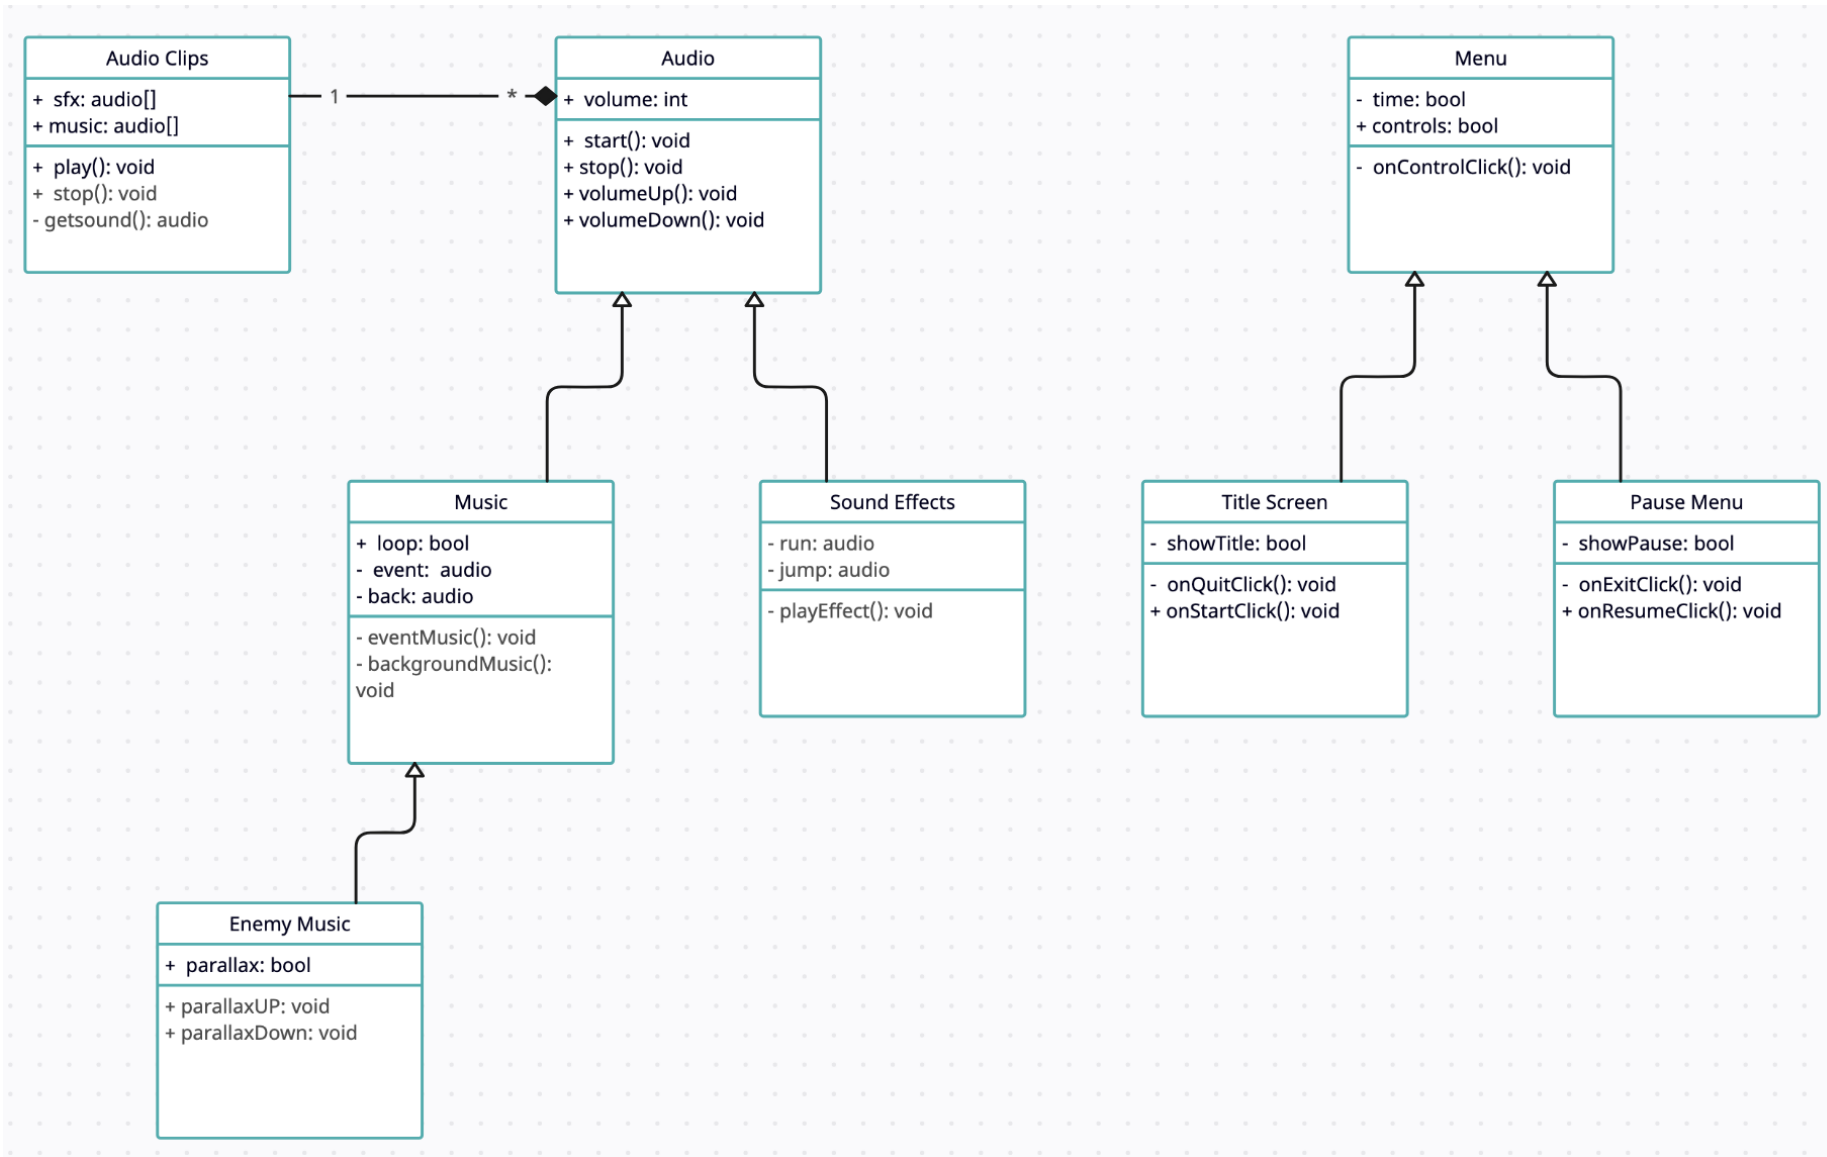 Audio Clips
+ sfx: audio[]
+ music: audio[]
+ play(): void
+ stop(): void
- getsound(): audio
1
*
Audio
+ volume: int
+ start(): void
+ stop(): void
+ volumeUp(): void
+ volumeDown(): void
Menu
- time: bool
+ controls: bool
- onControlClick(): void
Music
+ loop: bool
- event: audio
- back: audio
- eventMusic(): void
- backgroundMusic():
void
Sound Effects
- run: audio
- jump: audio
- playEffect(): void
Title Screen
- showTitle: bool
- onQuitClick(): void
+ onStartClick(): void
Pause Menu
- showPause: bool
- onExitClick(): void
+ onResumeClick(): void
Enemy Music
+ parallax: bool
+ parallaxUP: void
+ parallaxDown: void